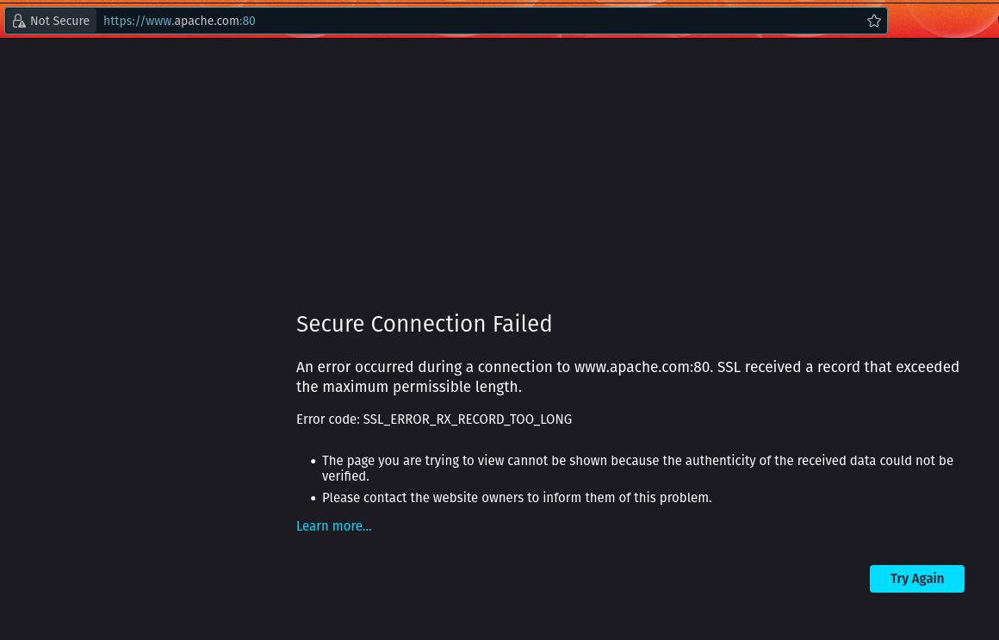 Not Secure https://www.apache.com:80
Secure Connection Failed
An error occurred during a connection to www.apache.com:80. SSL received a record that exceeded
the maximum permissible length.
Error code: SSL_ERROR_RX_RECORD_TOO_LONG
• The page you are trying to view cannot be shown because the authenticity of the received data could not be
verified.
• Please contact the website owners to inform them of this problem.
Learn more...
Try Again